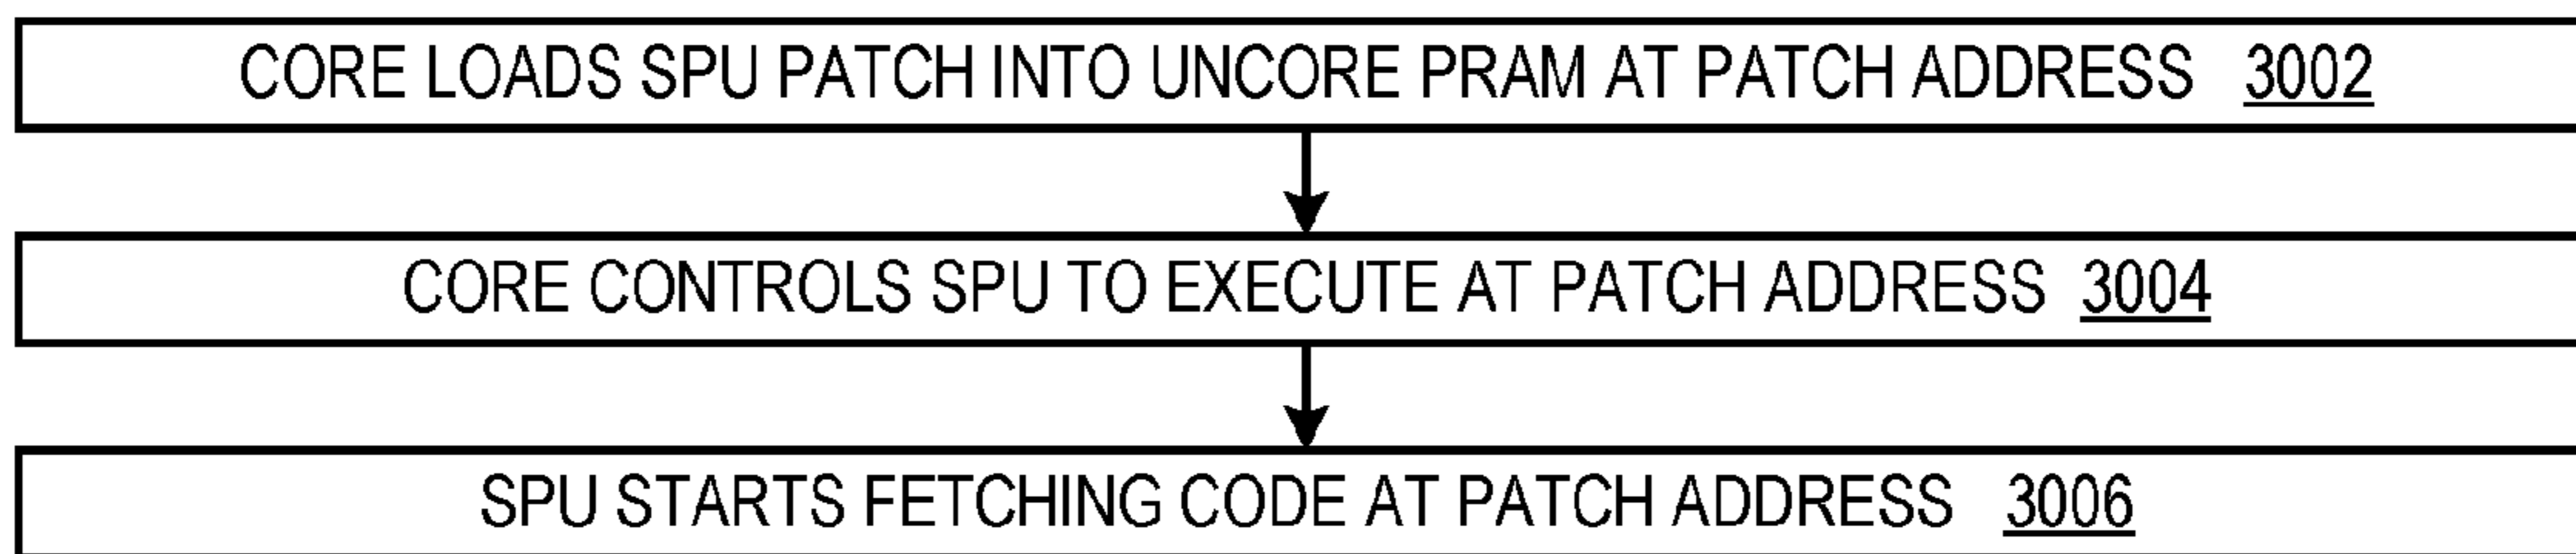 CORE LOADS SPU PATCH INTO UNCORE PRAM AT PATCH ADDRESS 3002
CORE CONTROLS SPU TO EXECUTE AT PATCH ADDRESS 3004
SPU STARTS FETCHING CODE AT PATCH ADDRESS 3006